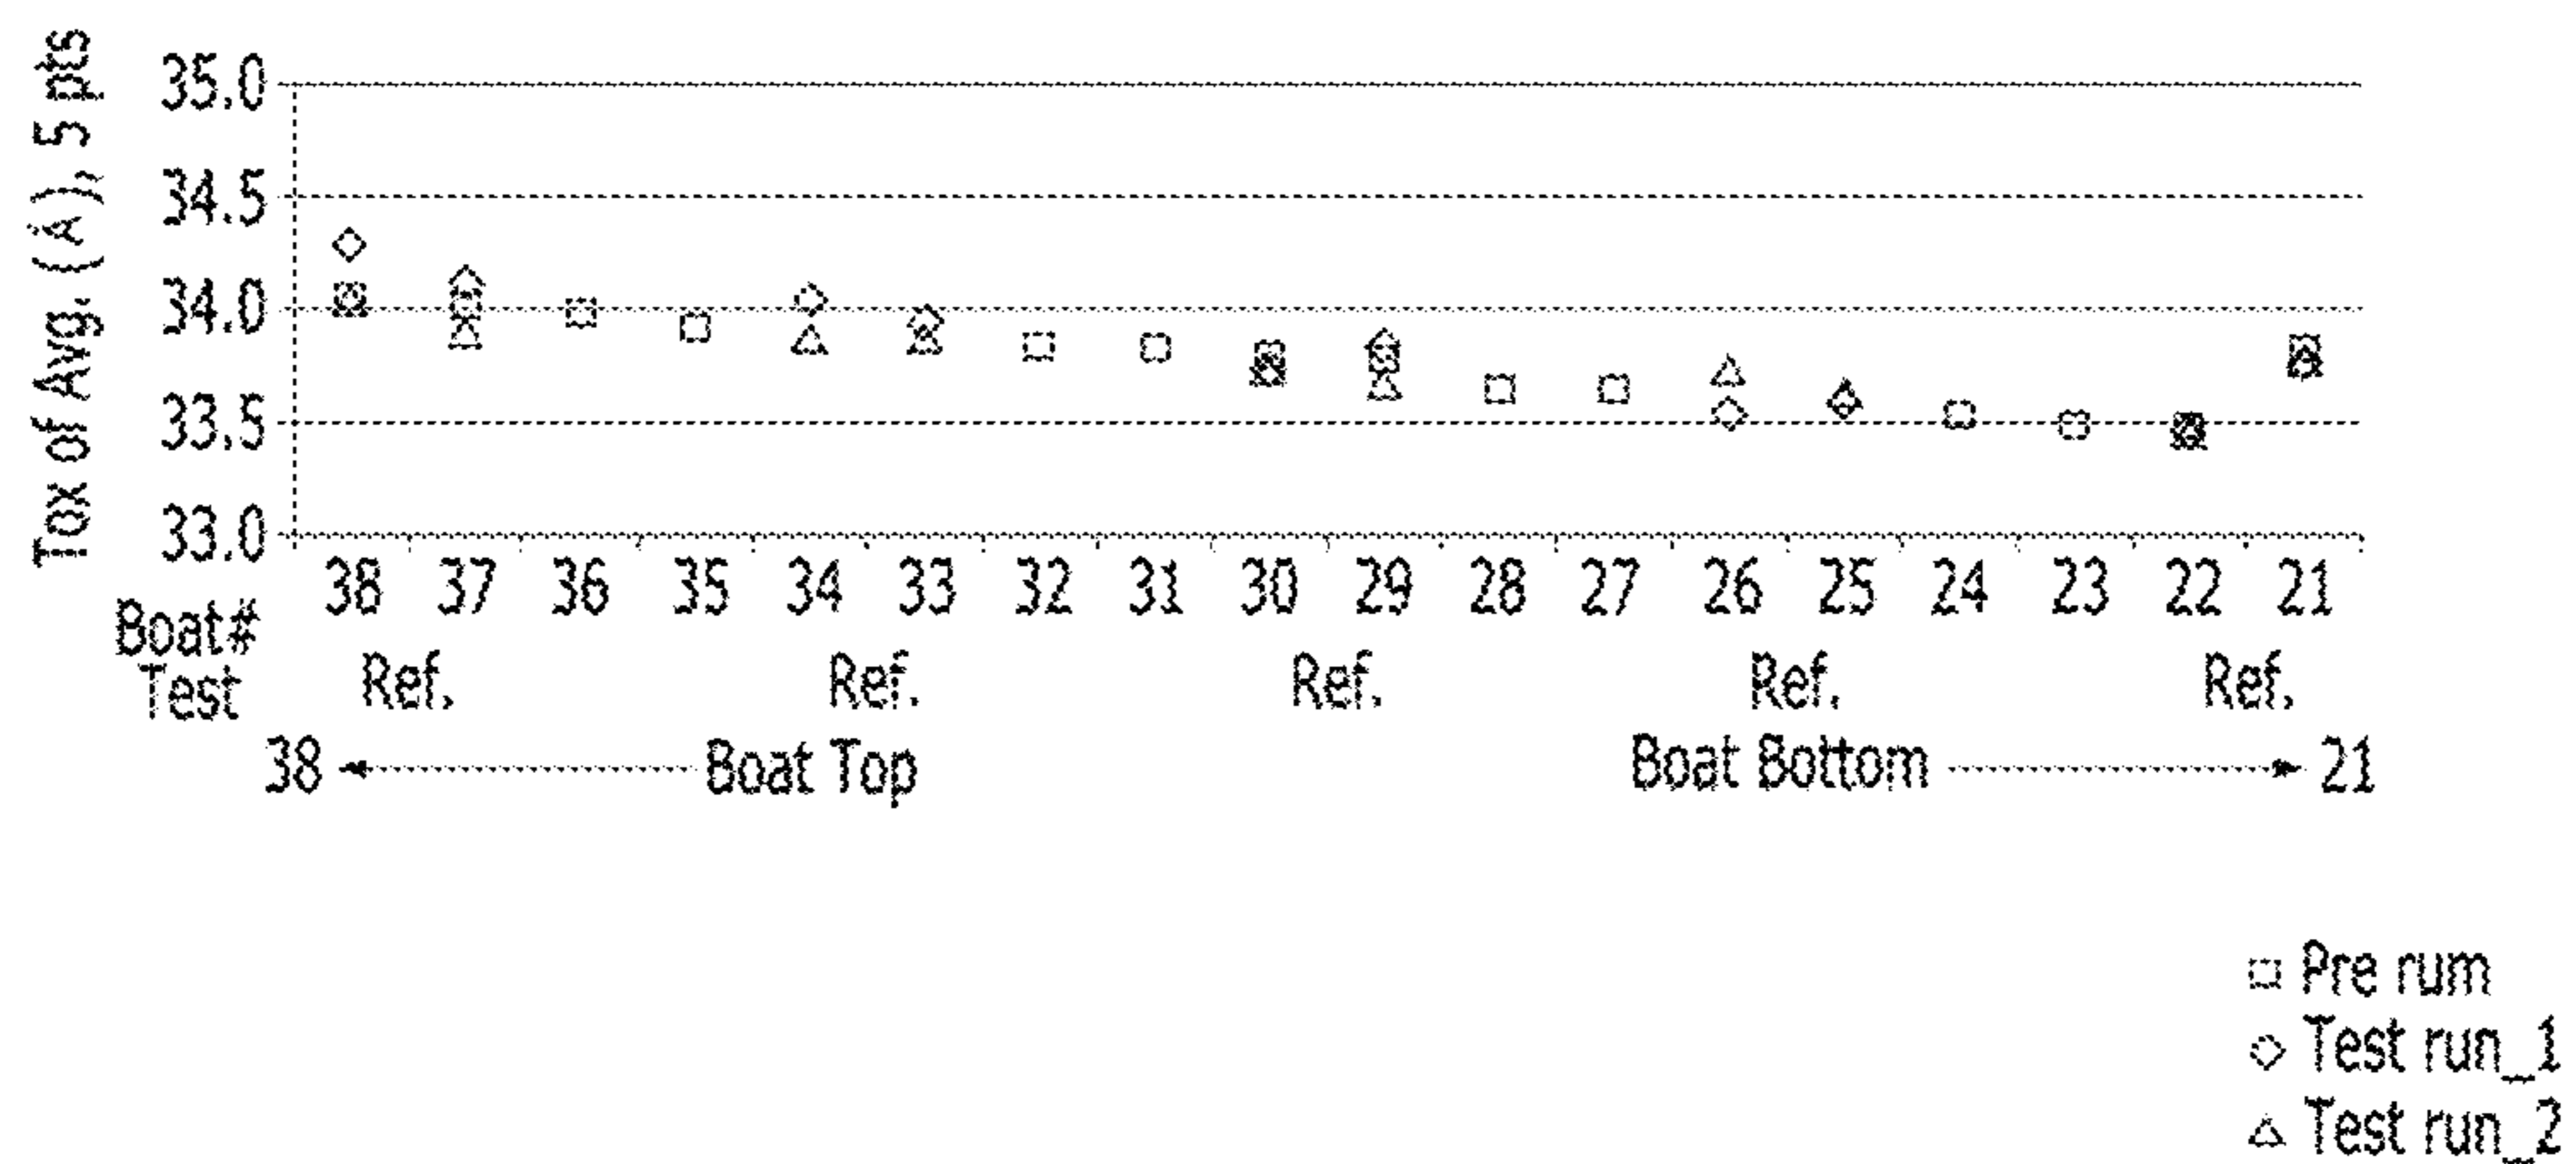 Tox of Avg. (Å), 5 pts
35.0
34.5
34.0
33.5
33.0
38 37 36 35 34 33 32 31 30 29 28 27 26 25 24 23 22 21
Boat#
Test Ref. Ref. Ref. Ref. Ref.
38 Boat Top Boat Bottom 21
Pre rum
Test run_1
Test run_2